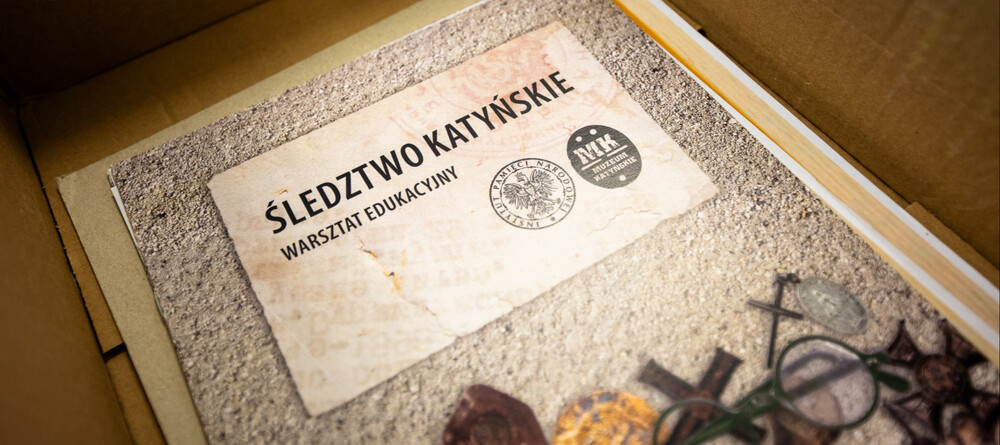 ŚLEDZTWO KATYŃSKIE
WARSZTAT EDUKACYJNY
INSTYTUT PAMIĘCI NARODOWEJ
MK
MUZEUM
KATYŃSKIE